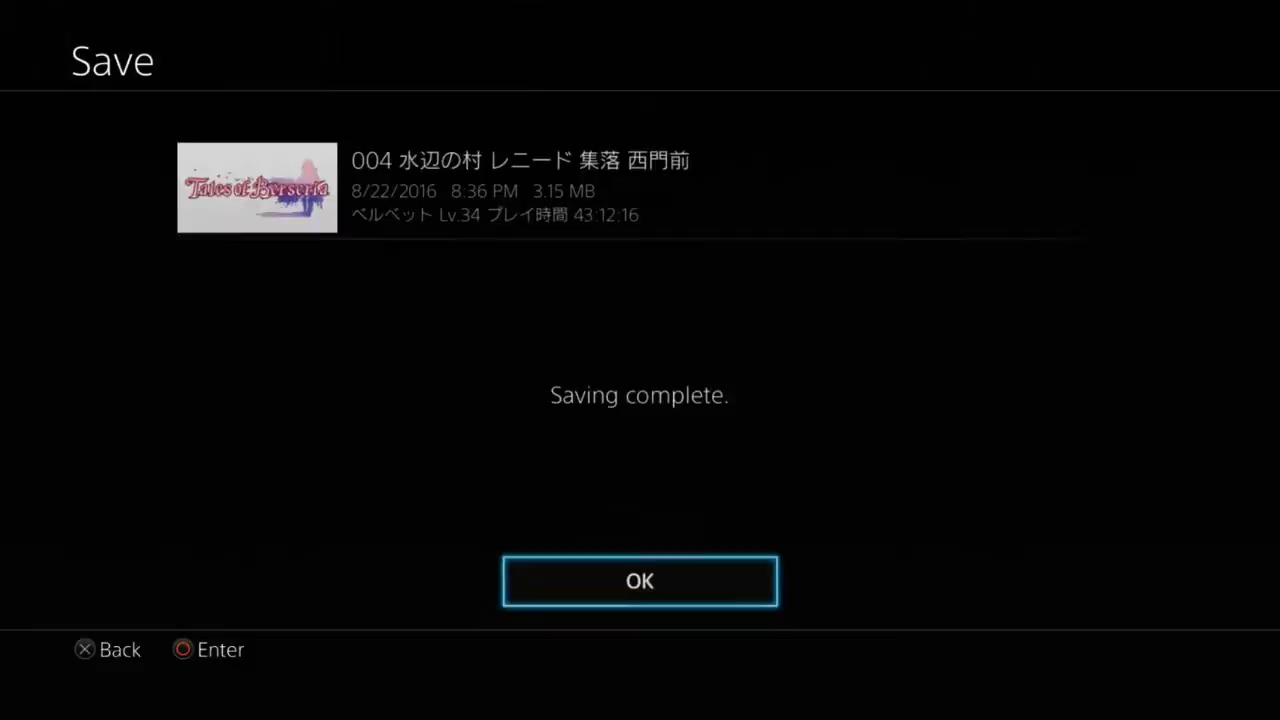 Save
Tales of Berseria
004 水辺の村 レニード 集落 西門前
8/22/2016 8:36 PM 3.15 MB
ベルベット Lv.34 プレイ時間 43:12:16
Saving complete.
OK
Back Enter